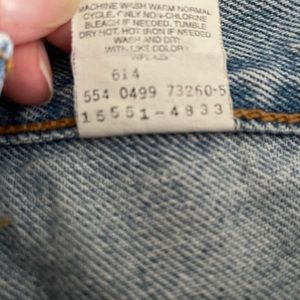 MACHINE WASH WARM NORMAL
CYCLE, ONLY NON-CHLORINE
BLEACH IF NEEDED. TUMBLE
DRY HOT, HOT IRON IF NEEDED.
WASH AND DRY
WITH LIKE COLOR
614
554 0499 73260-5
15551-4833